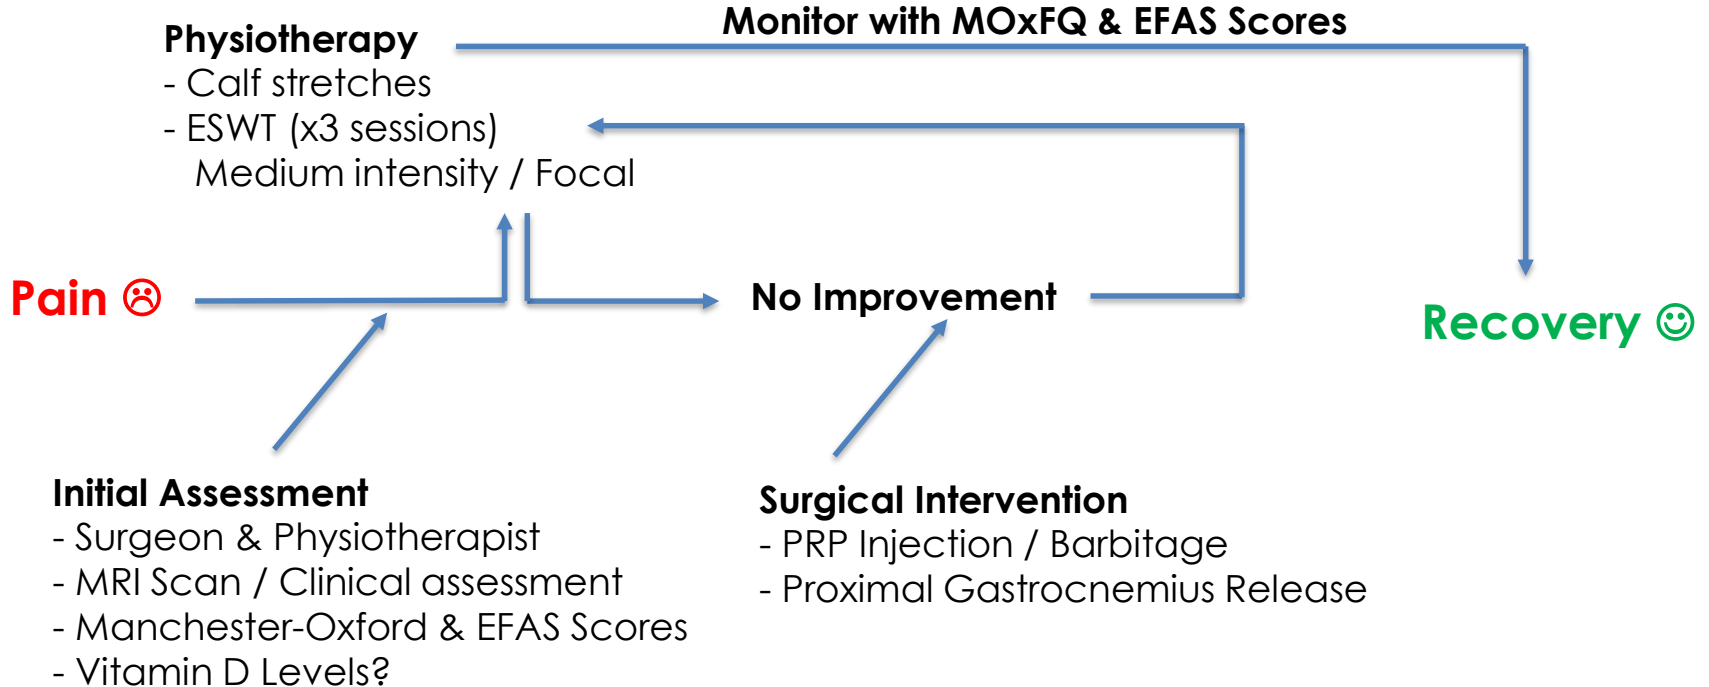 Monitor with MOxFQ & EFAS Scores
Physiotherapy
- Calf stretches
- ESWT (x3 sessions)
Medium intensity / Focal
Pain ☹
No Improvement
Recovery ☺
Initial Assessment
- Surgeon & Physiotherapist
- MRI Scan / Clinical assessment
- Manchester-Oxford & EFAS Scores
- Vitamin D Levels?
Surgical Intervention
- PRP Injection / Barbitage
- Proximal Gastrocnemius Release